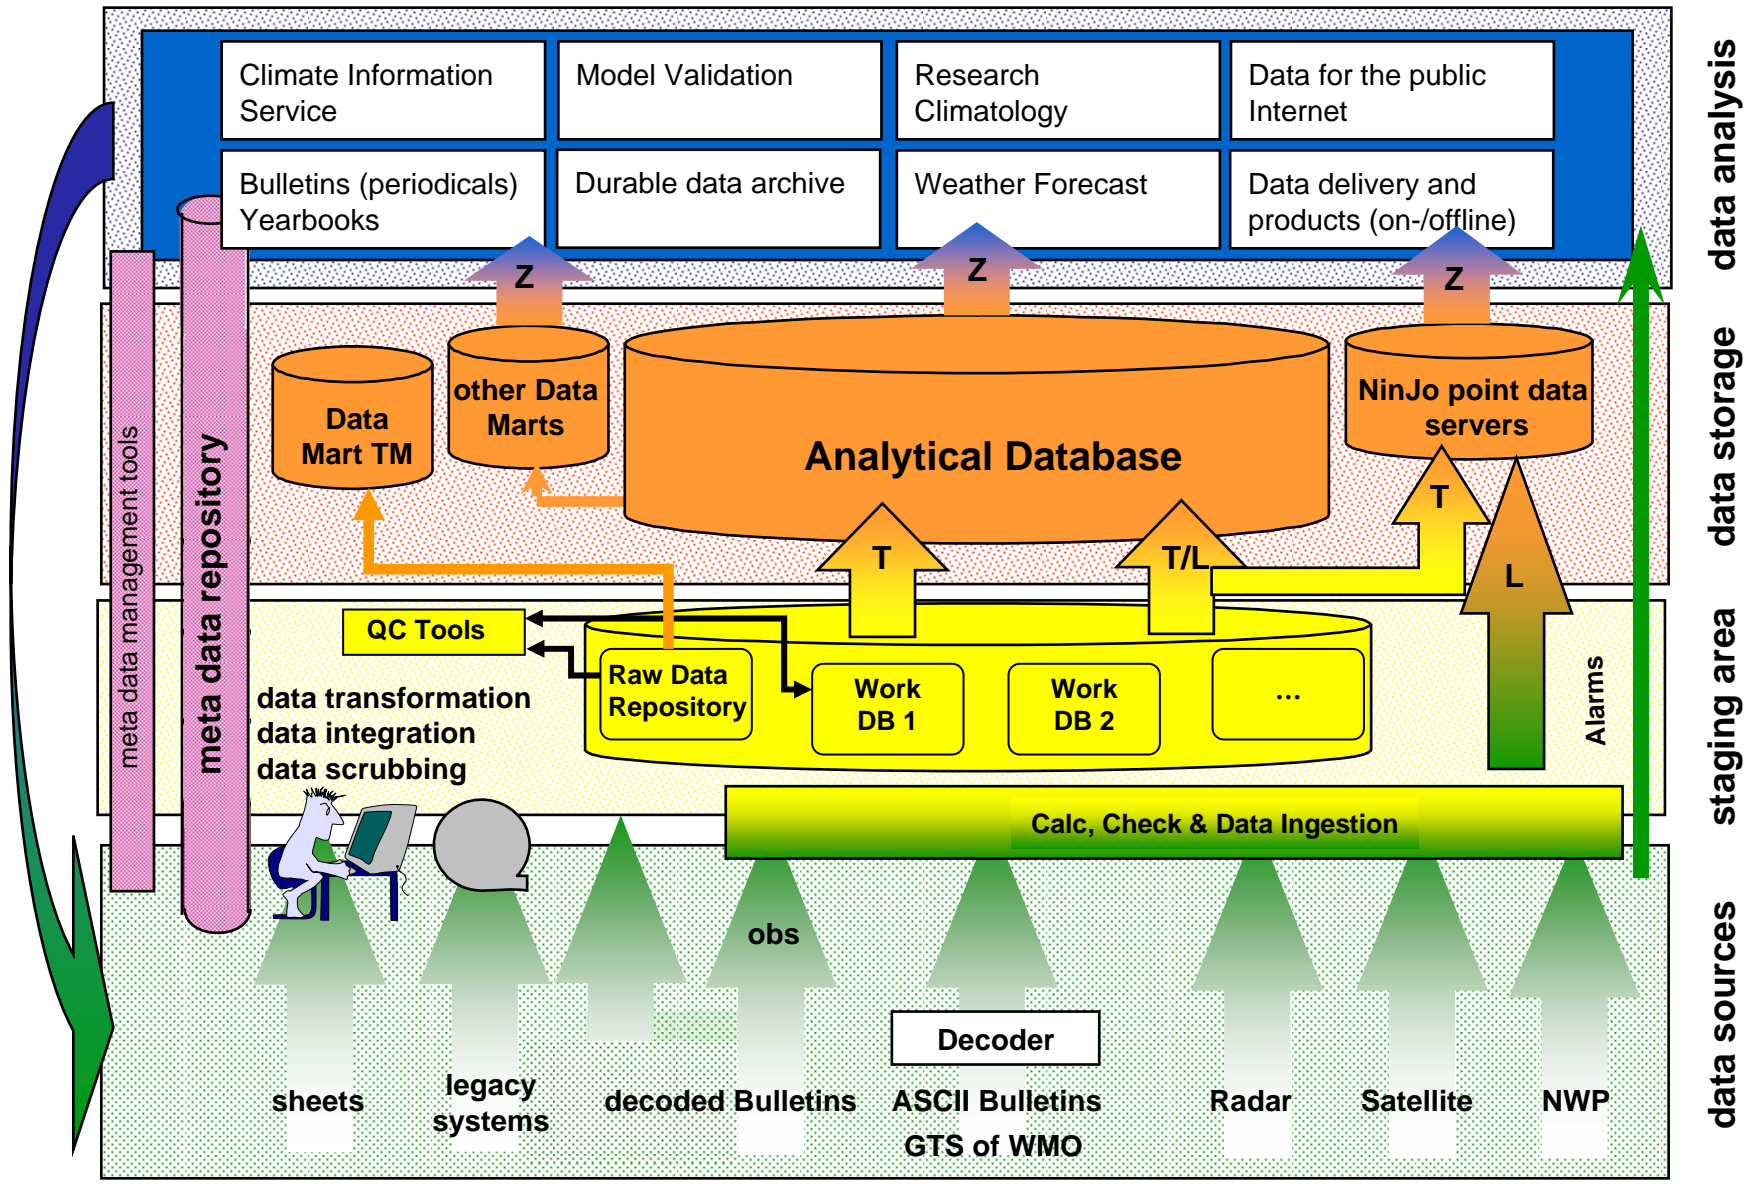 Climate Information
Service
Model Validation
Research
Climatology
Data for the public
Internet
Bulletins (periodicals)
Yearbooks
Durable data archive
Weather Forecast
Data delivery and
products (on-/offline)
data analysis
Z
Z
Z
Data
Mart TM
other Data
Marts
Analytical Database
NinJo point data
servers
data storage
T
T/L
T
L
meta data management tools
meta data repository
QC Tools
Raw Data
Repository
Work
DB 1
Work
DB 2
...
data transformation
data integration
data scrubbing
Alarms
staging area
Calc, Check & Data Ingestion
obs
Decoder
sheets
legacy
systems
decoded Bulletins
ASCII Bulletins
GTS of WMO
Radar
Satellite
NWP
data sources